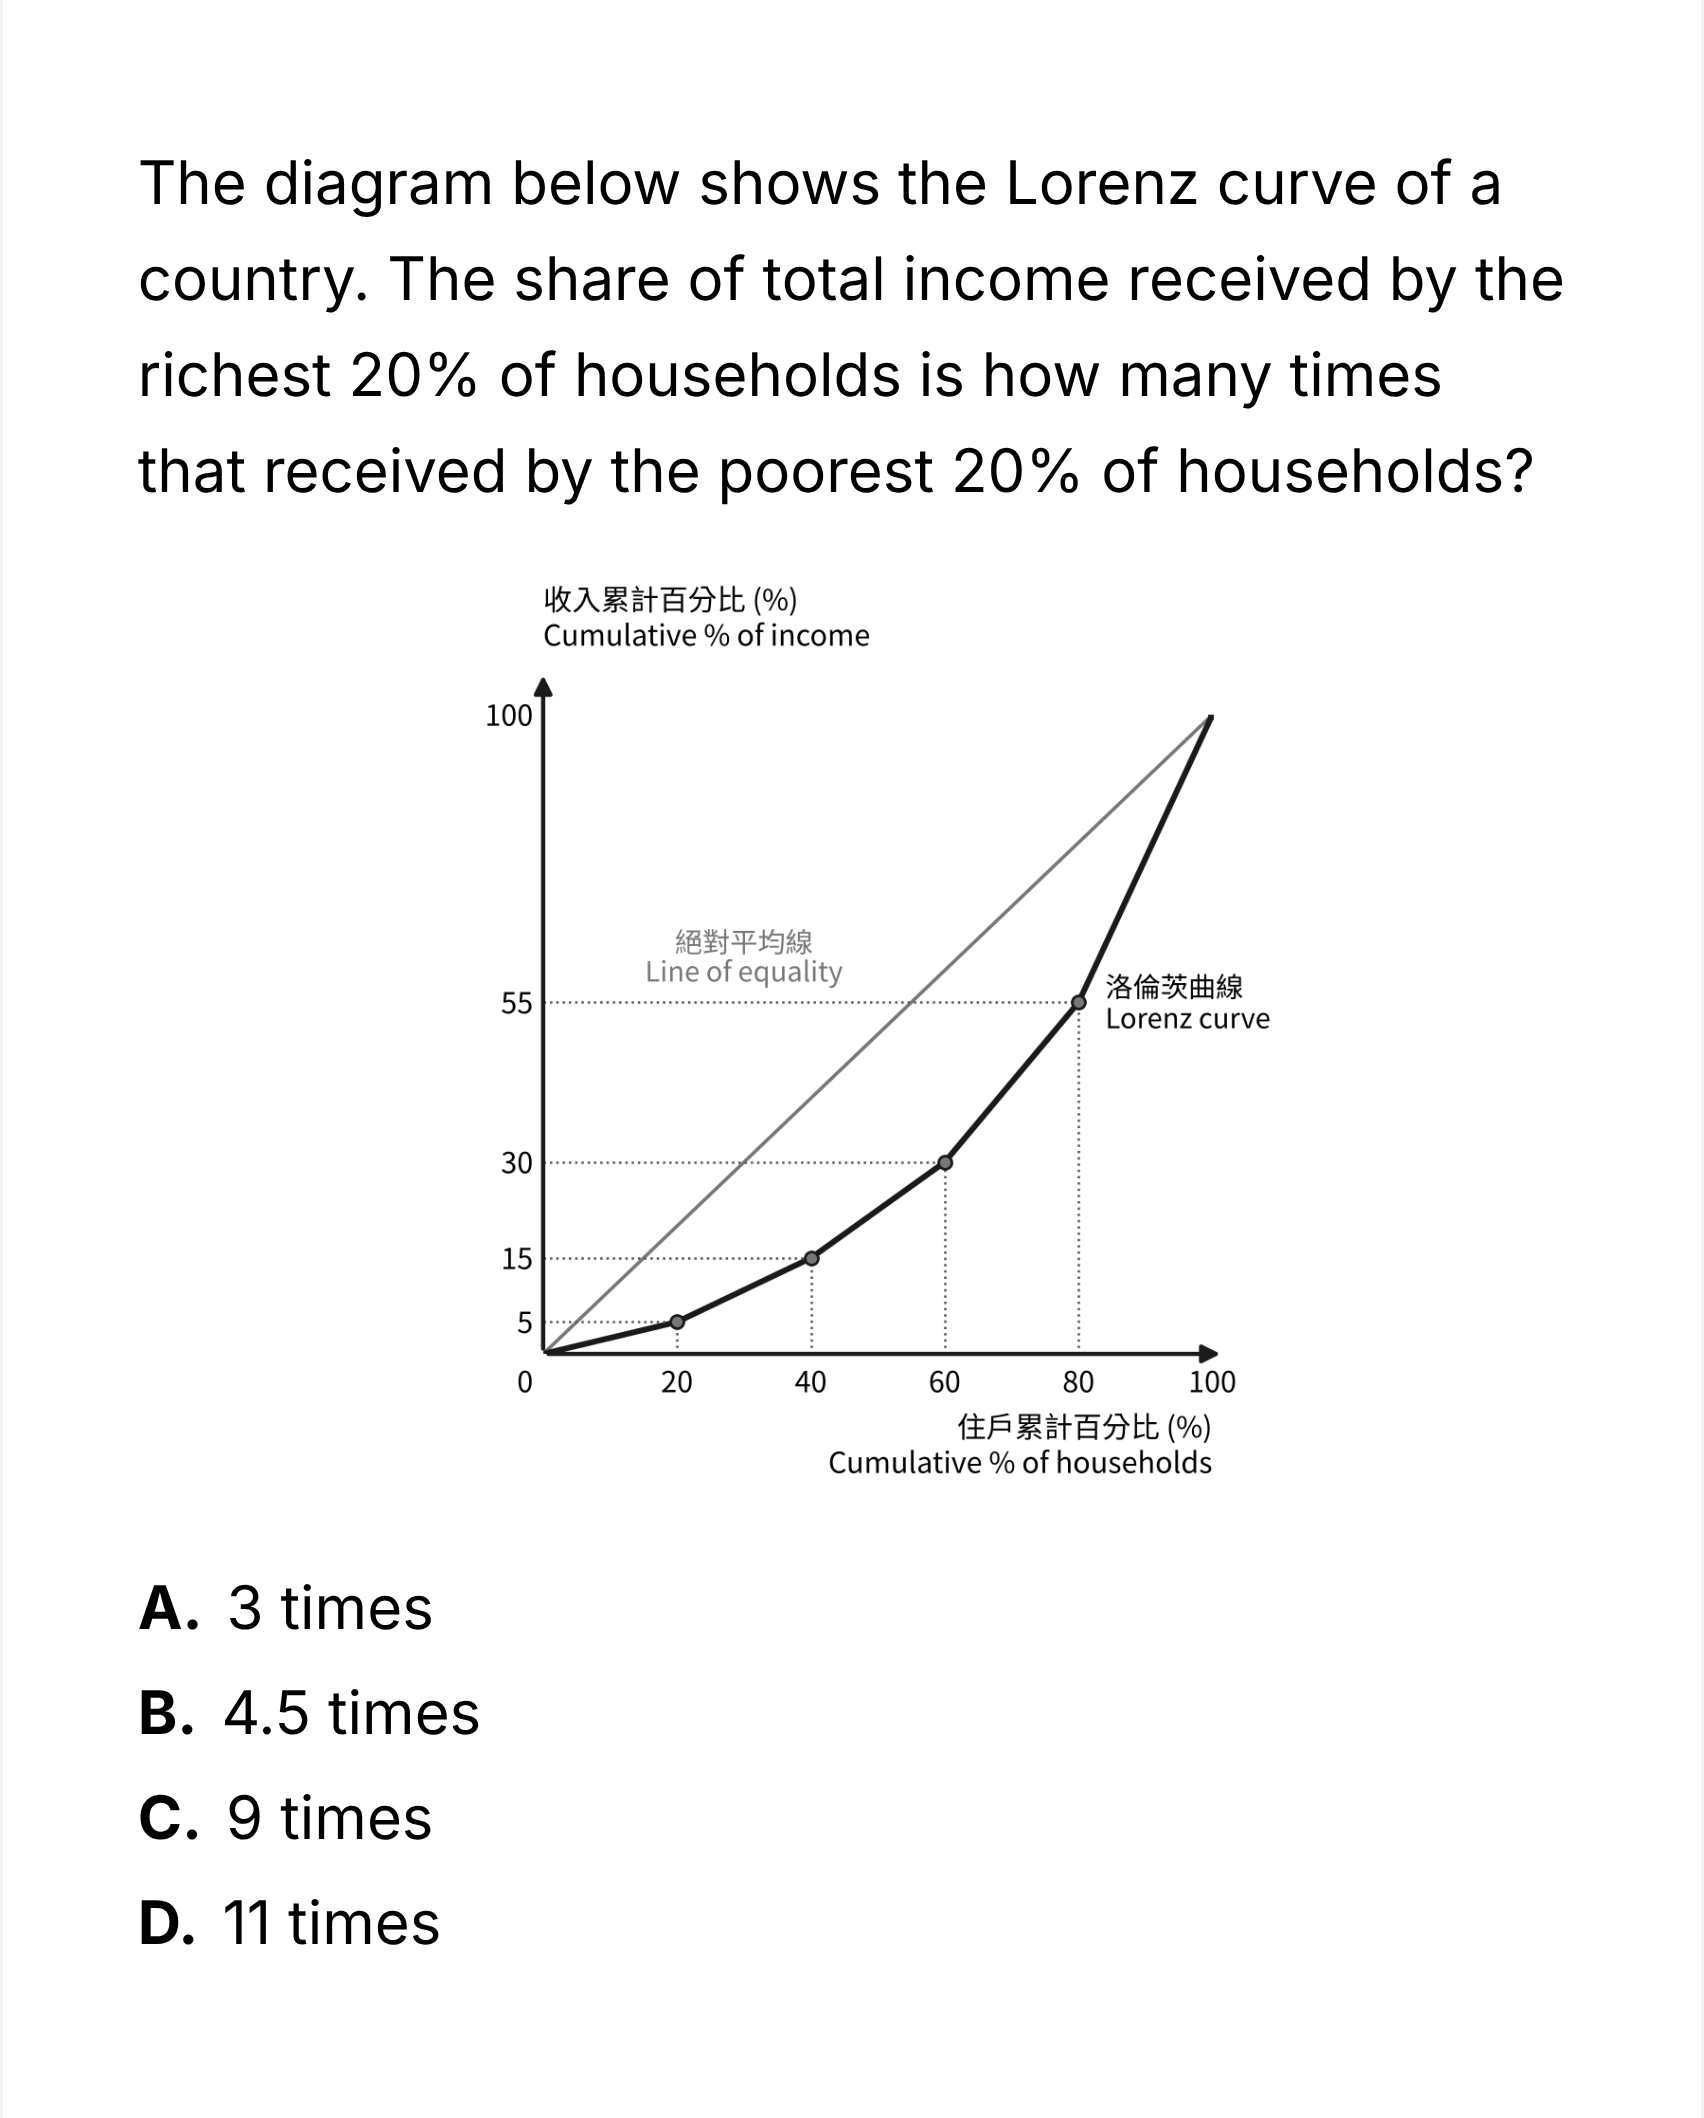 The diagram below shows the Lorenz curve of a
country. The share of total income received by the
richest 20% of households is how many times
that received by the poorest 20% of households?
收入累計百分比 (%)
Cumulative % of income
100
絕對平均線
Line of equality
55
洛倫茨曲線
Lorenz curve
30
15
5
0 20 40 60 80 100
住戶累計百分比 (%)
Cumulative % of households
A. 3 times
B. 4.5 times
C. 9 times
D. 11 times